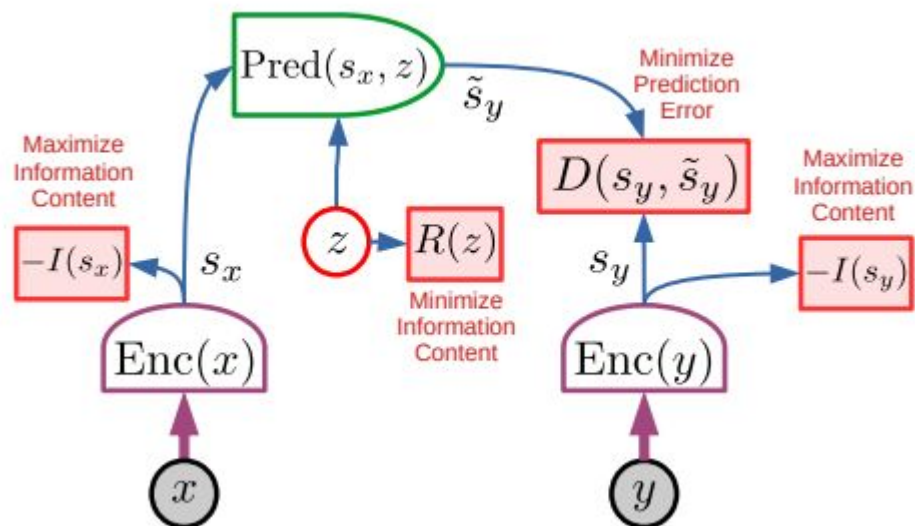 Pred(s_x, z)
s̃_y
Minimize
Prediction
Error
Maximize
Information
Content
D(s_y, s̃_y)
Maximize
Information
Content
-I(s_x)
s_x
z
R(z)
s_y
-I(s_y)
Minimize
Information
Content
Enc(x)
Enc(y)
x
y